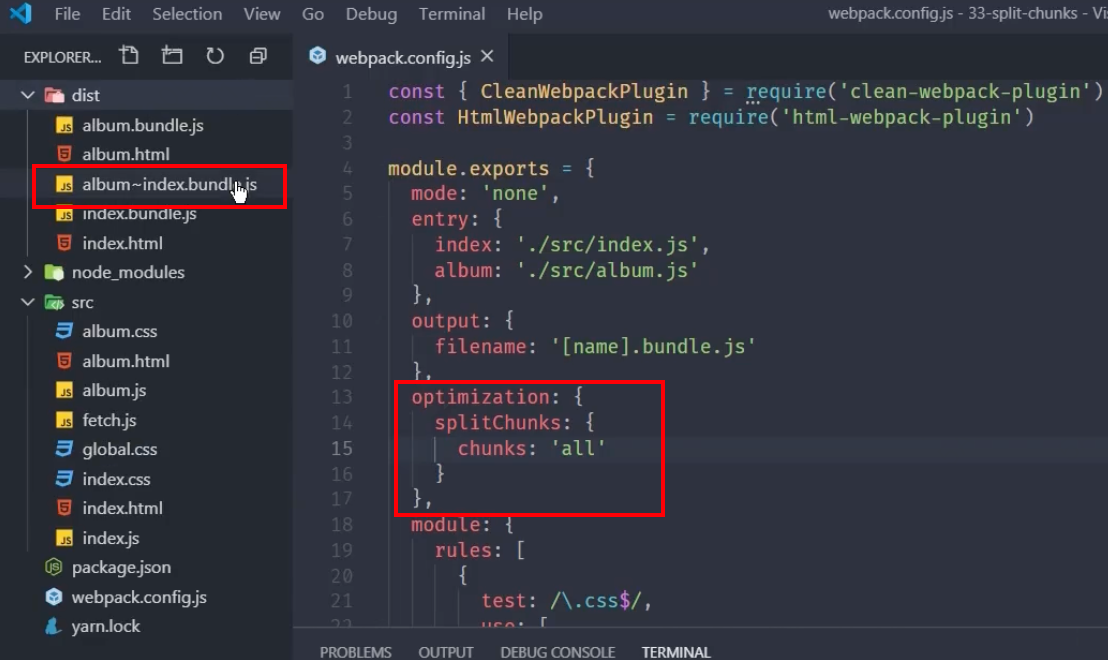 File Edit Selection View Go Debug Terminal Help
webpack.config.js - 33-split-chunks - Vi
EXPLORER...
dist
album.bundle.js
album.html
album~index.bundle.js
index.bundle.js
index.html
node_modules
src
album.css
album.html
album.js
fetch.js
global.css
index.css
index.html
index.js
package.json
webpack.config.js
yarn.lock
webpack.config.js
1 const { CleanWebpackPlugin } = require('clean-webpack-plugin')
2 const HtmlWebpackPlugin = require('html-webpack-plugin')
3
4 module.exports = {
5 mode: 'none',
6 entry: {
7 index: './src/index.js',
8 album: './src/album.js'
9 },
10 output: {
11 filename: '[name].bundle.js'
12 },
13 optimization: {
14 splitChunks: {
15 chunks: 'all'
16 }
17 },
18 module: {
19 rules: [
20 {
21 test: /\.css$/,
22 use: [
PROBLEMS OUTPUT DEBUG CONSOLE TERMINAL